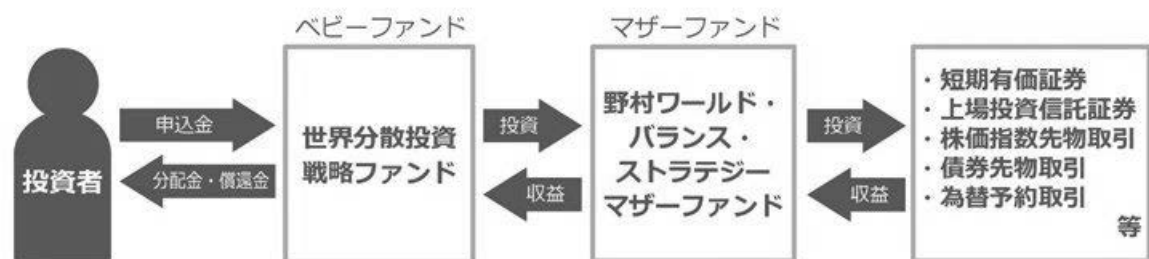 ベビーファンド
マザーファンド
投資者
申込金
分配金・償還金
世界分散投資
戦略ファンド
投資
収益
野村ワールド・
バランス・
ストラテジー
マザーファンド
投資
収益
・短期有価証券
・上場投資信託証券
・株価指数先物取引
・債券先物取引
・為替予約取引
等